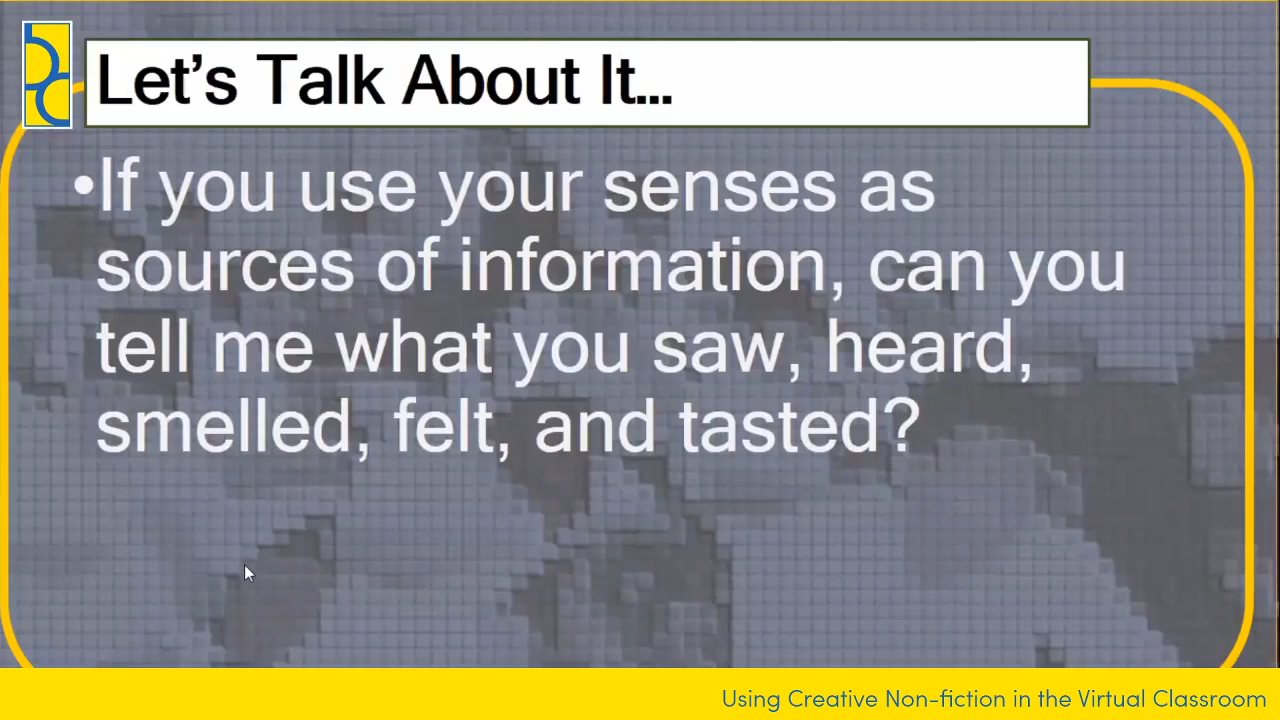 Let’s Talk About It...
•If you use your senses as
sources of information, can you
tell me what you saw, heard,
smelled, felt, and tasted?
Using Creative Non-fiction in the Virtual Classroom